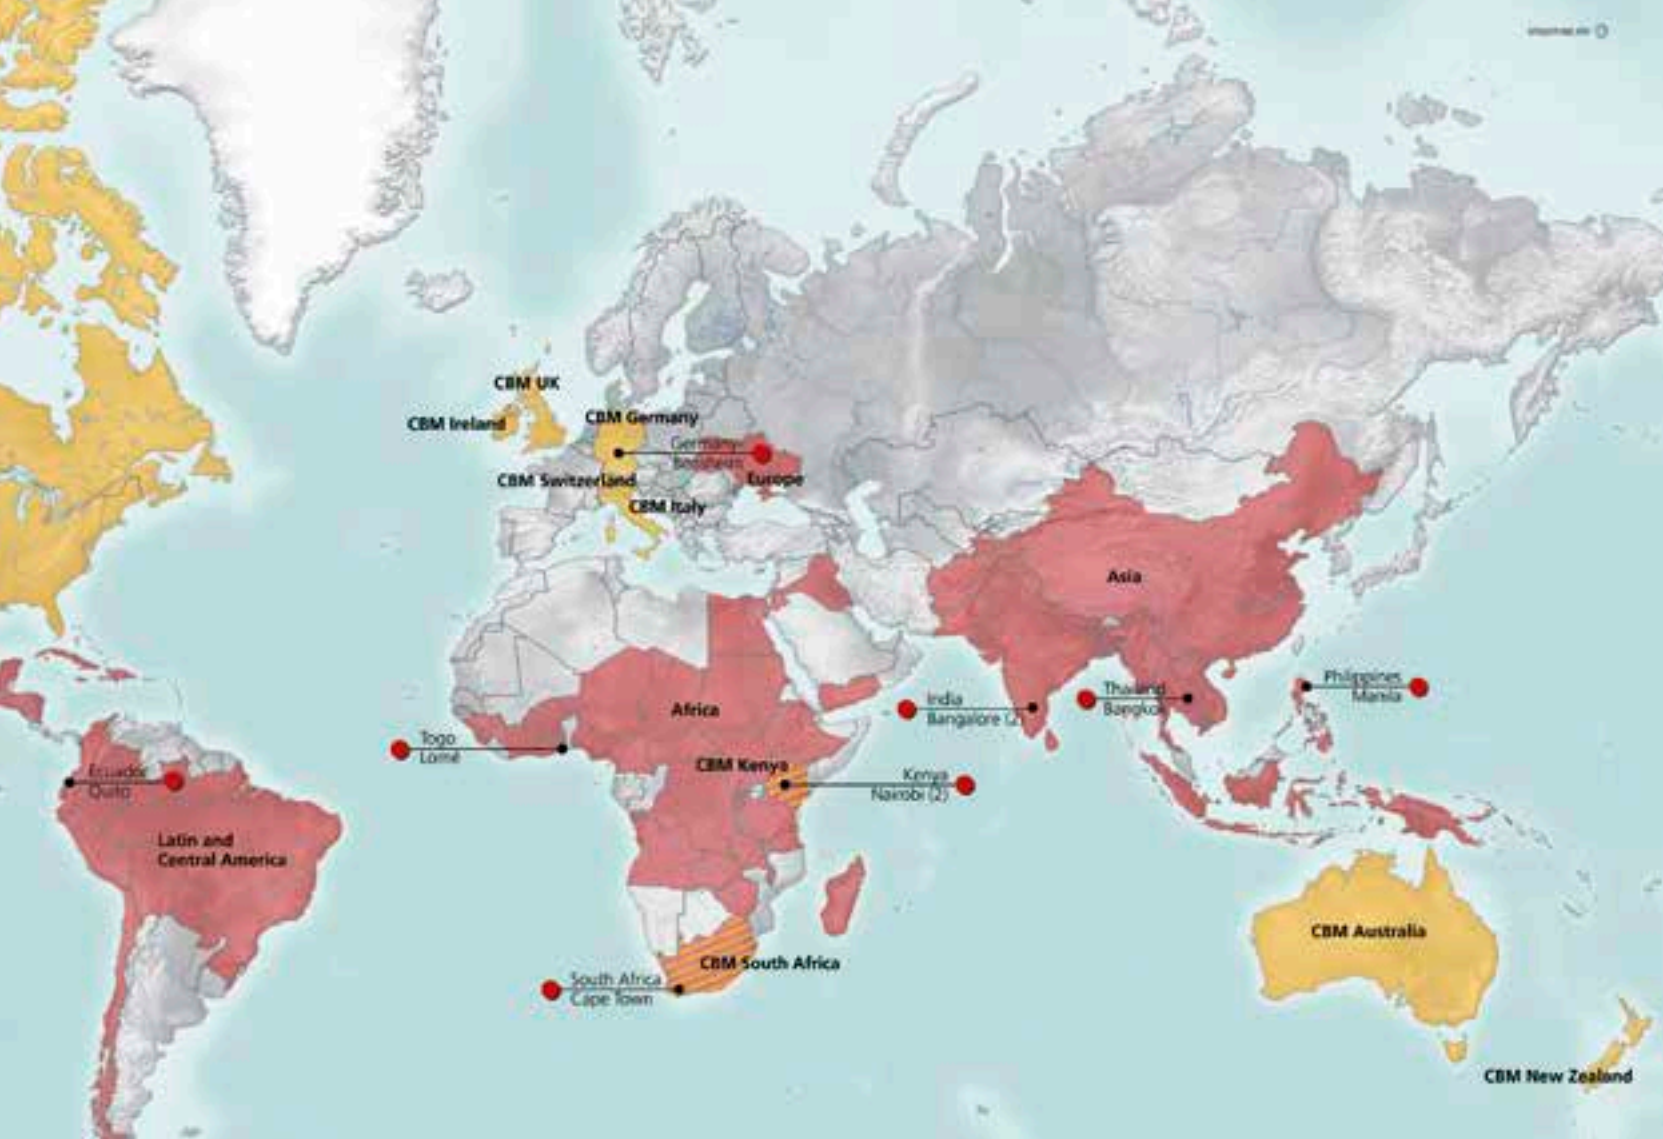 CBM UK
CBM Ireland
CBM Germany
Germany
Bensheim
CBM Switzerland
Europe
CBM Italy
Asia
Philippines
Manila
Thailand
Bangkok
India
Bangalore (2)
Africa
Togo
Lomé
CBM Kenya
Kenya
Nairobi (2)
Ecuador
Quito
Latin and
Central America
CBM Australia
CBM South Africa
South Africa
Cape Town
CBM New Zealand